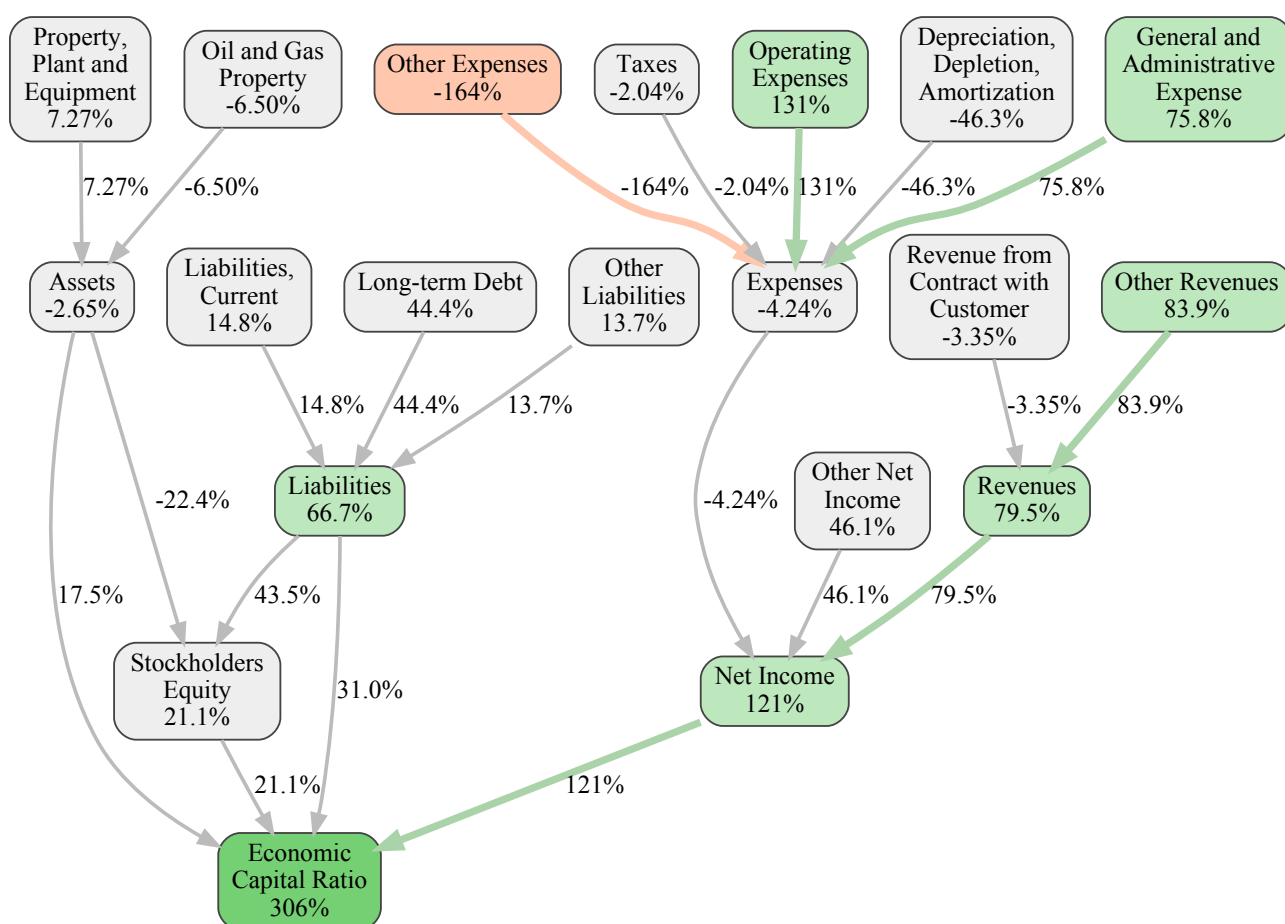 Property,
Plant and
Equipment
7.27%
Oil and Gas
Property
-6.50%
Other Expenses
-164%
Taxes
-2.04%
Operating
Expenses
131%
Depreciation,
Depletion,
Amortization
-46.3%
General and
Administrative
Expense
75.8%
7.27%
-6.50%
-164%
-2.04%
131%
-46.3%
75.8%
Assets
-2.65%
Liabilities,
Current
14.8%
Long-term Debt
44.4%
Other
Liabilities
13.7%
Expenses
-4.24%
Revenue from
Contract with
Customer
-3.35%
Other Revenues
83.9%
14.8%
44.4%
13.7%
-3.35%
83.9%
-22.4%
Liabilities
66.7%
-4.24%
Other Net
Income
46.1%
Revenues
79.5%
17.5%
43.5%
46.1%
79.5%
Stockholders
Equity
21.1%
31.0%
Net Income
121%
21.1%
121%
Economic
Capital Ratio
306%